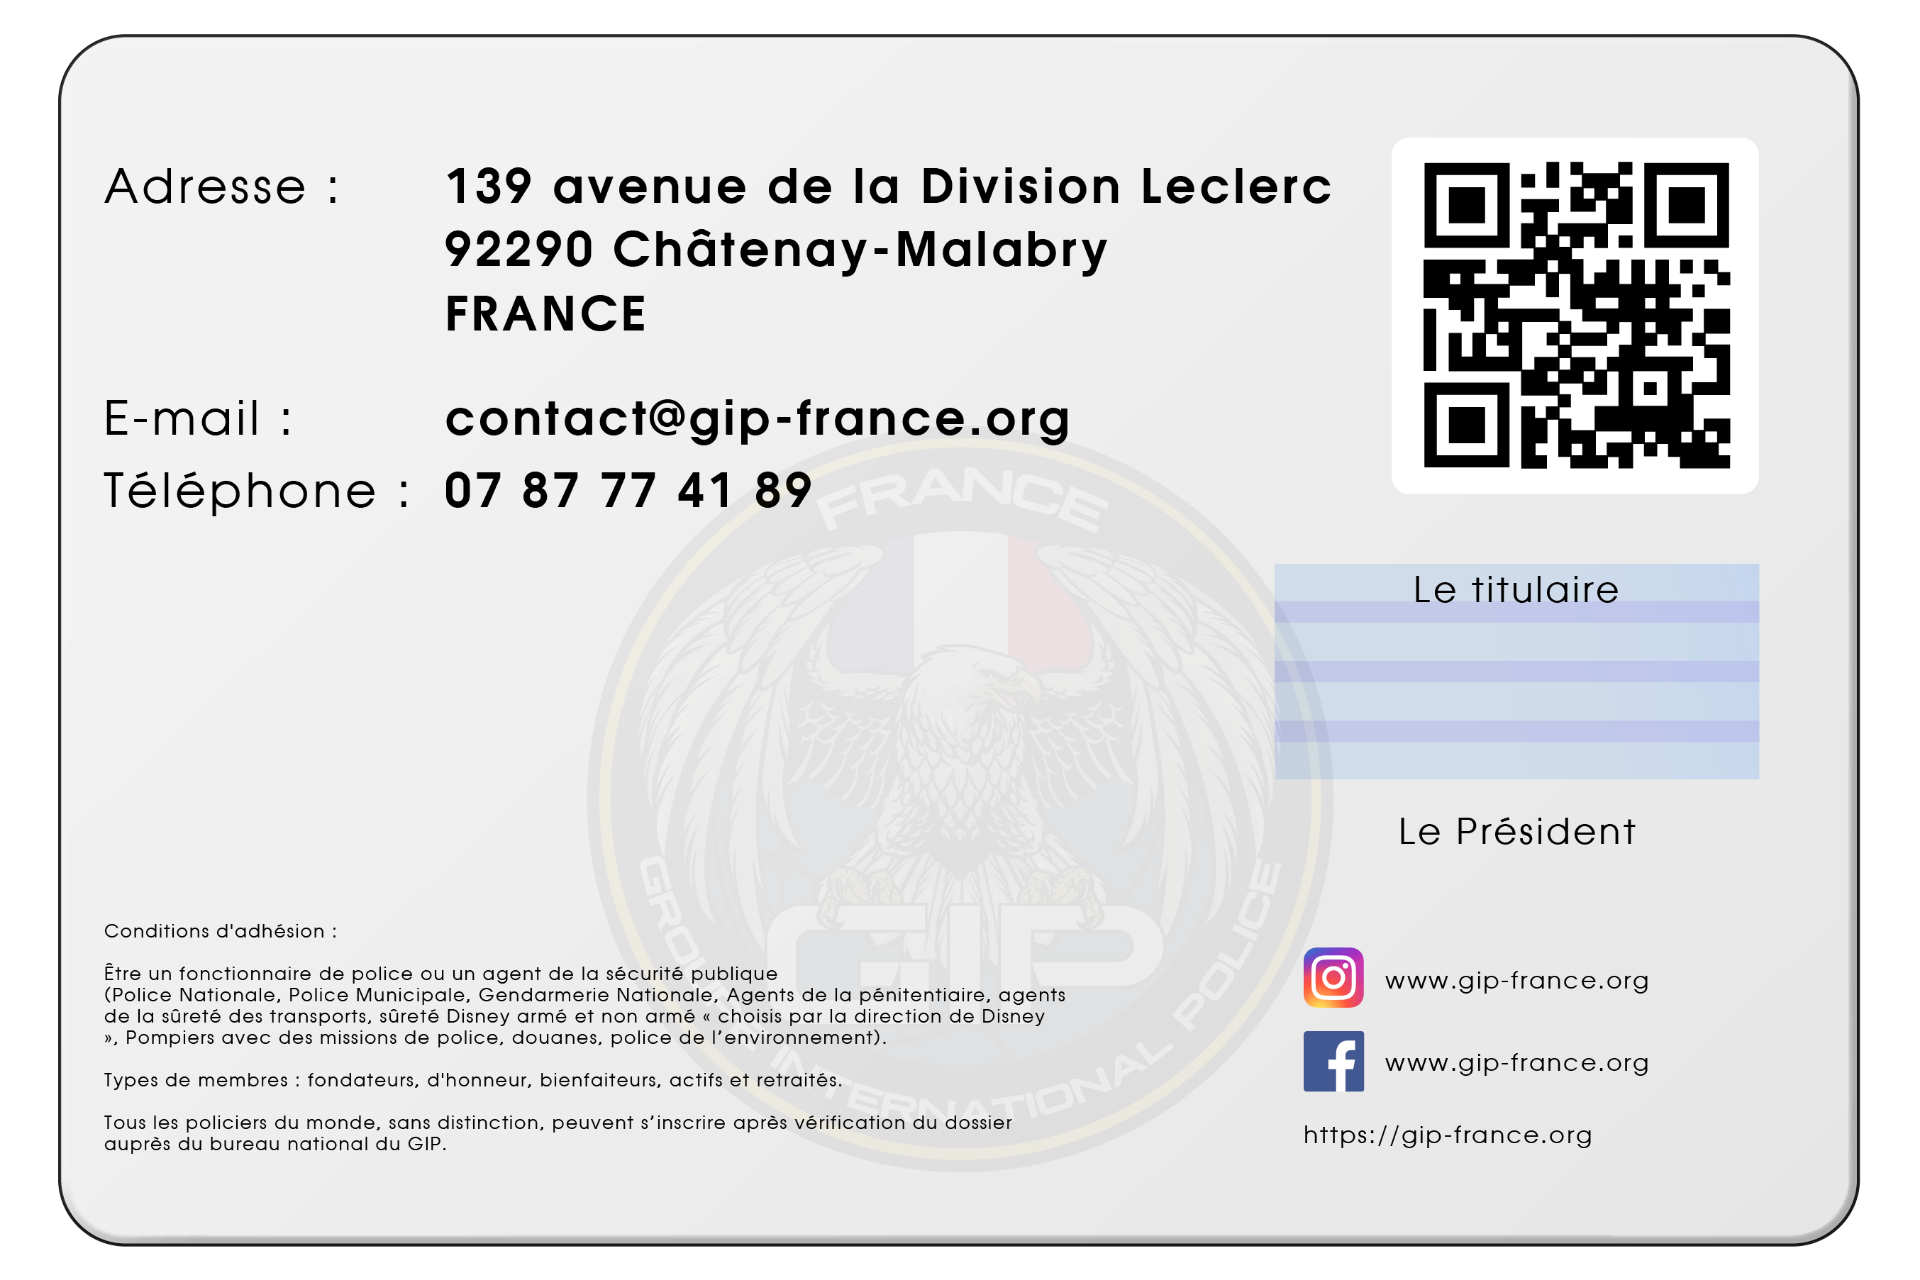 Adresse : 139 avenue de la Division Leclerc
92290 Châtenay-Malabry
FRANCE
E-mail : contact@gip-france.org
Téléphone : 07 87 77 41 89
FRANCE
Le titulaire
Le Président
GIP
GROUPE INTERNATIONAL POLICE
Conditions d'adhésion :
Être un fonctionnaire de police ou un agent de la sécurité publique
(Police Nationale, Police Municipale, Gendarmerie Nationale, Agents de la pénitentiaire, agents
de la sûreté des transports, sûreté Disney armé et non armé « choisis par la direction de Disney
», Pompiers avec des missions de police, douanes, police de l’environnement).
Types de membres : fondateurs, d'honneur, bienfaiteurs, actifs et retraités.
Tous les policiers du monde, sans distinction, peuvent s’inscrire après vérification du dossier
auprès du bureau national du GIP.
www.gip-france.org
www.gip-france.org
https://gip-france.org